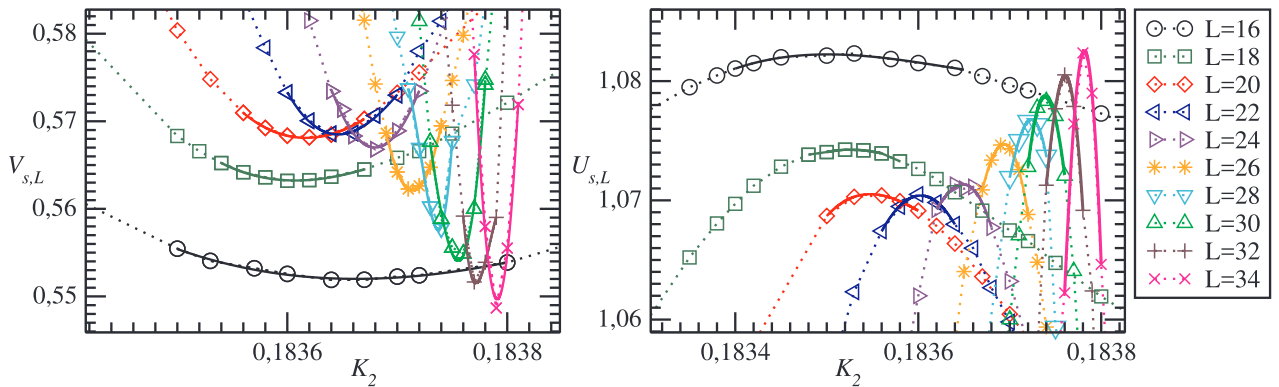 0,58
0,57
V_{s,L}
0,56
0,55
0,1836
0,1838
K_2
1,08
U_{s,L}
1,07
1,06
0,1834
0,1836
0,1838
K_2
L=16
L=18
L=20
L=22
L=24
L=26
L=28
L=30
L=32
L=34